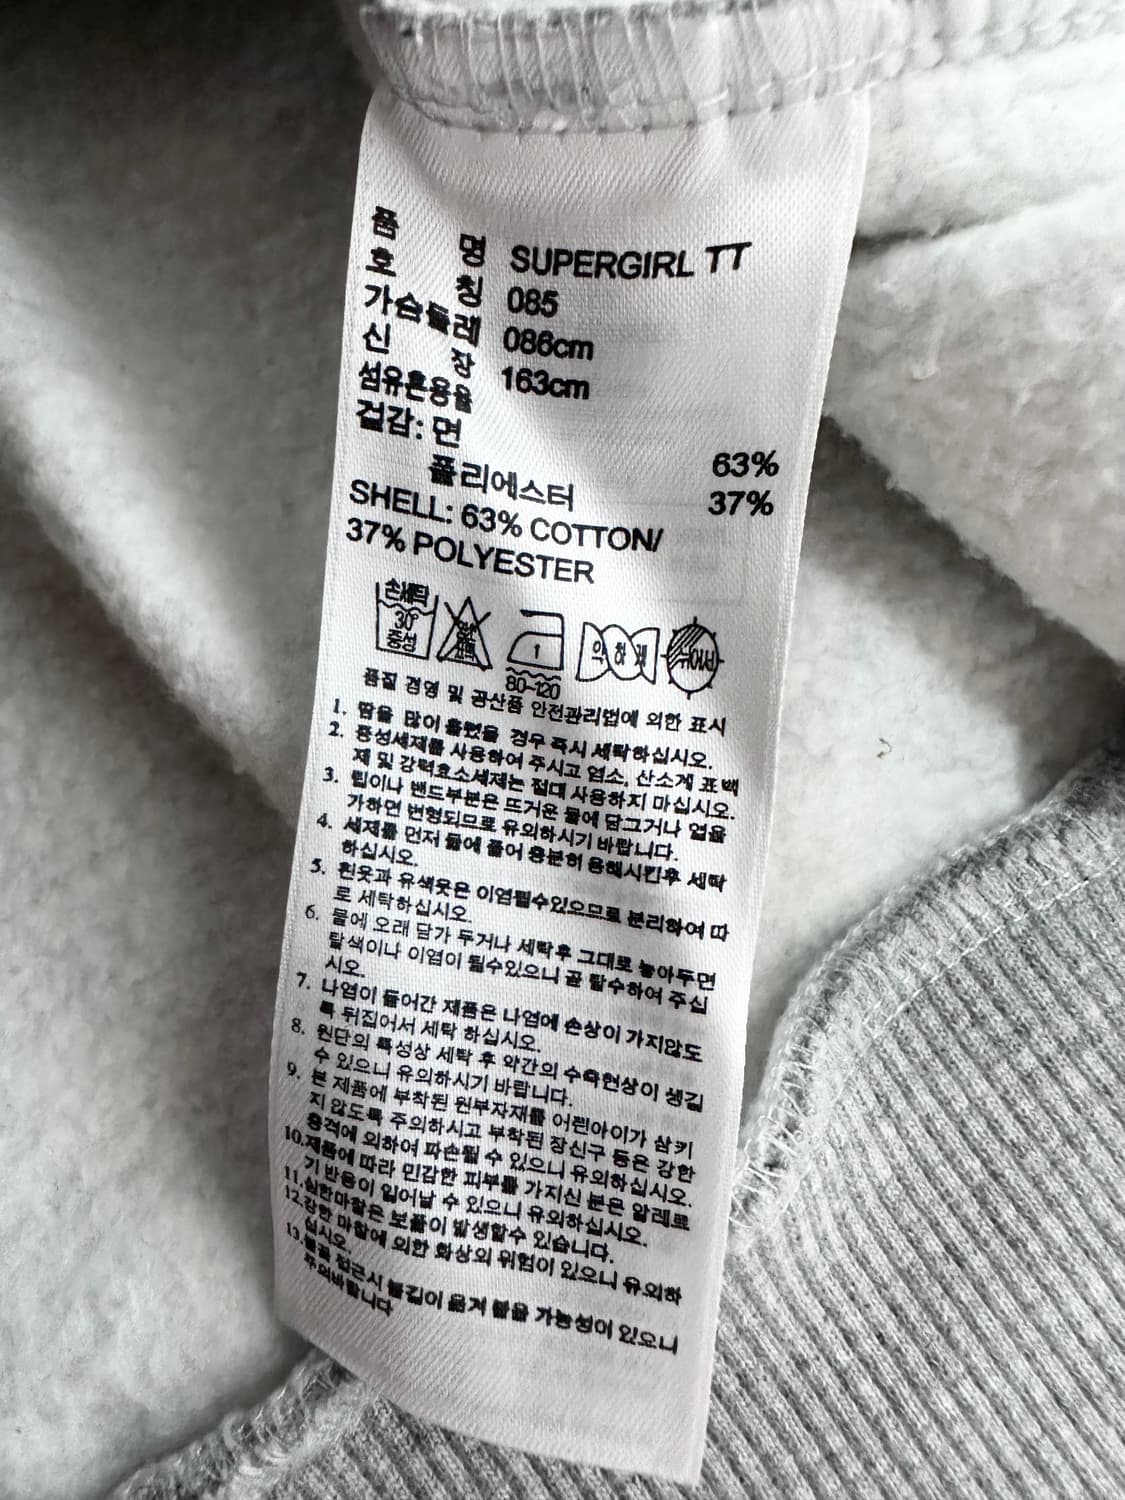 품 명 SUPERGIRL TT
호 칭 085
가슴둘레 086cm
신 장 163cm
섬유혼용율
겉감: 면 63%
폴리에스터 37%
SHELL: 63% COTTON/
37% POLYESTER
손세탁
30°
중성
1
80~120
약하게
뉘어서
품질 경영 및 공산품 안전관리법에 의한 표시
1. 땀을 많이 흘렸을 경우 즉시 세탁하십시오.
2. 중성세제를 사용하여 주시고 염소, 산소계 표백
제 및 강력효소세제는 절대 사용하지 마십시오.
3. 립이나 밴드부분은 뜨거운 물에 담그거나 열을
가하면 변형되므로 유의하시기 바랍니다.
4. 세제를 먼저 물에 풀어 충분히 용해시킨후 세탁
하십시오.
5. 흰옷과 유색옷은 이염될수있으므로 분리하여 따
로 세탁하십시오.
6. 물에 오래 담가 두거나 세탁후 그대로 놓아두면
탈색이나 이염이 될수있으니 곧 탈수하여 주십
시오.
7. 나염이 들어간 제품은 나염에 손상이 가지않도
록 뒤집어서 세탁 하십시오.
8. 원단의 특성상 세탁 후 약간의 수축현상이 생길
수 있으니 유의하시기 바랍니다.
9. 본 제품에 부착된 원부자재를 어린아이가 삼키
지 않도록 주의하시고 부착된 장신구 등은 강한
충격에 의하여 파손될 수 있으니 유의하십시오.
10.제품에 따라 민감한 피부를 가지신 분은 알레르
기 반응이 일어날 수 있으니 유의하십시오.
11.심한마찰은 보풀이 발생할수 있습니다.
12.강한 마찰에 의한 화상의 위험이 있으니 유의하
십시오.
13.불꽃 접근시 불길이 옮겨 붙을 가능성이 있으니
주의바랍니다